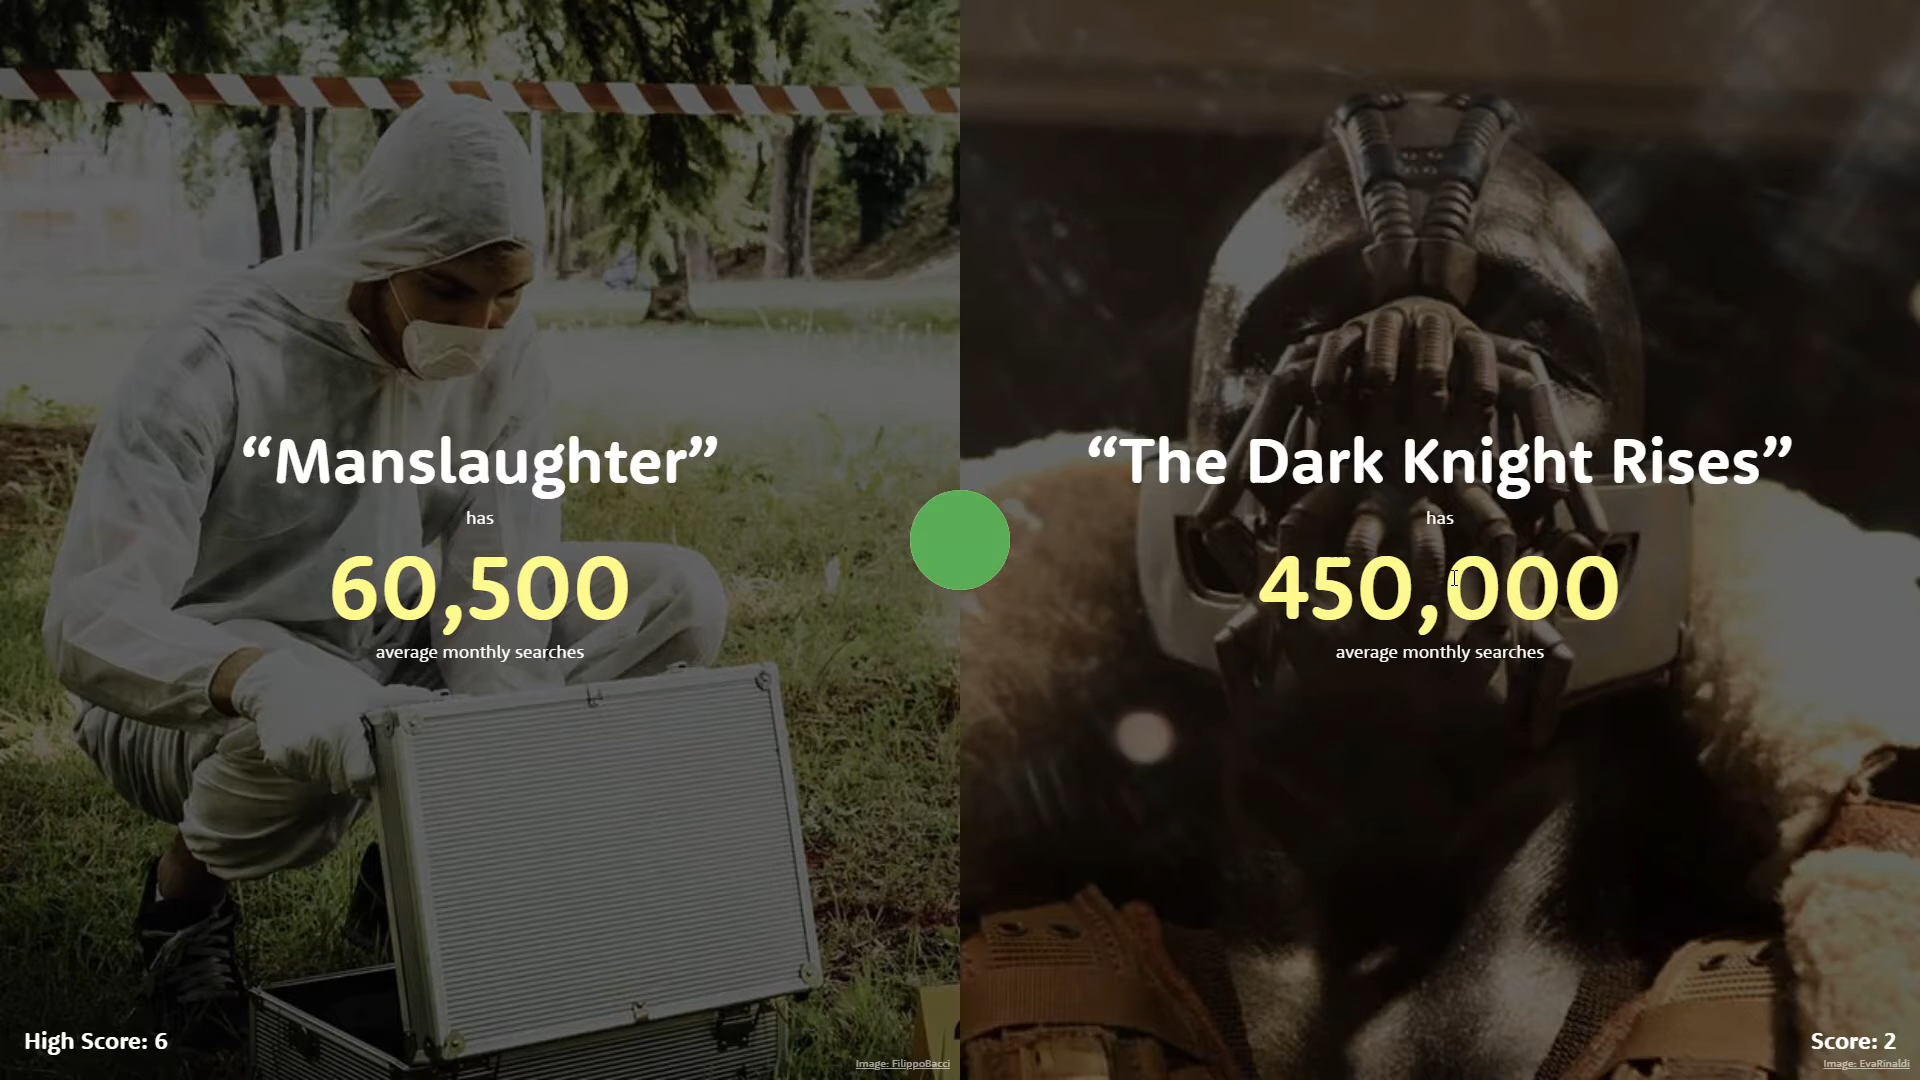 “Manslaughter”
has
60,500
average monthly searches
“The Dark Knight Rises”
has
450,000
average monthly searches
High Score: 6
Image: FilippoBacci
Score: 2
Image: EvaRinaldi